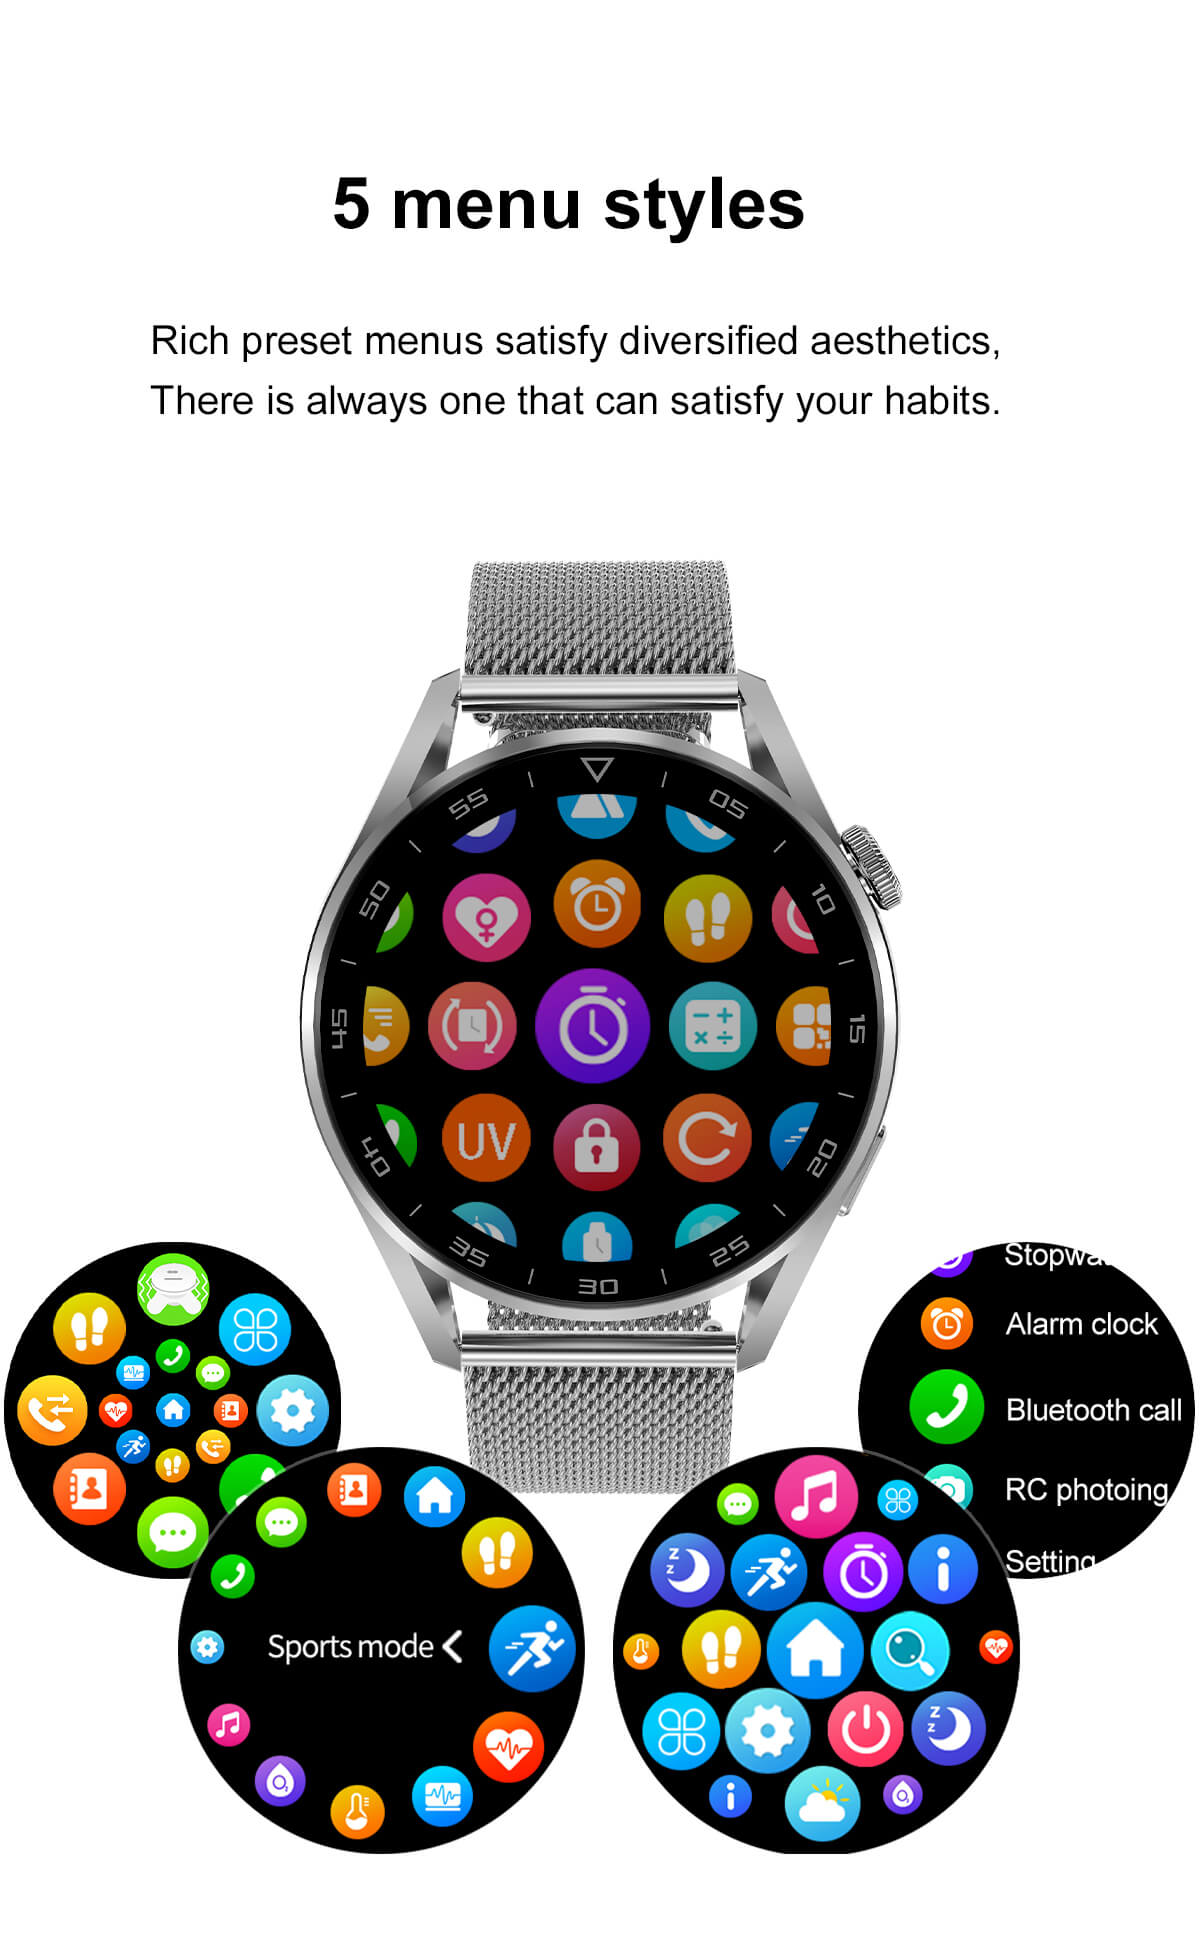 5 menu styles
Rich preset menus satisfy diversified aesthetics,
There is always one that can satisfy your habits.
55
05
50
10
45
15
UV
40
20
35
25
30
Alarm clock
Bluetooth call
RC photoing
Setting
Sports mode
z
z
z
z